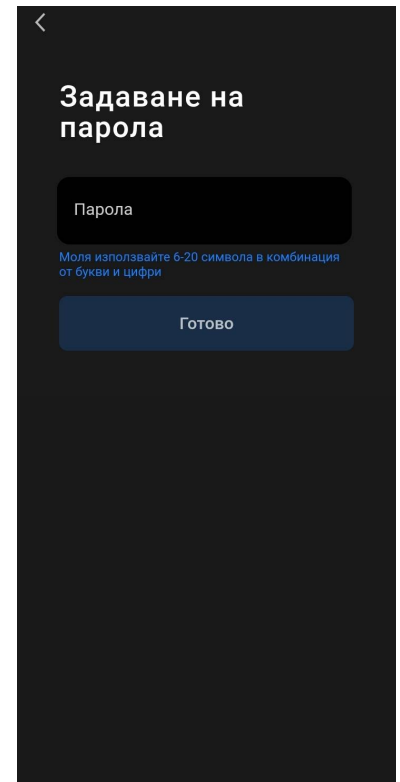 Задаване на
парола
Парола
Моля използвайте 6-20 символа в комбинация
от букви и цифри
Готово